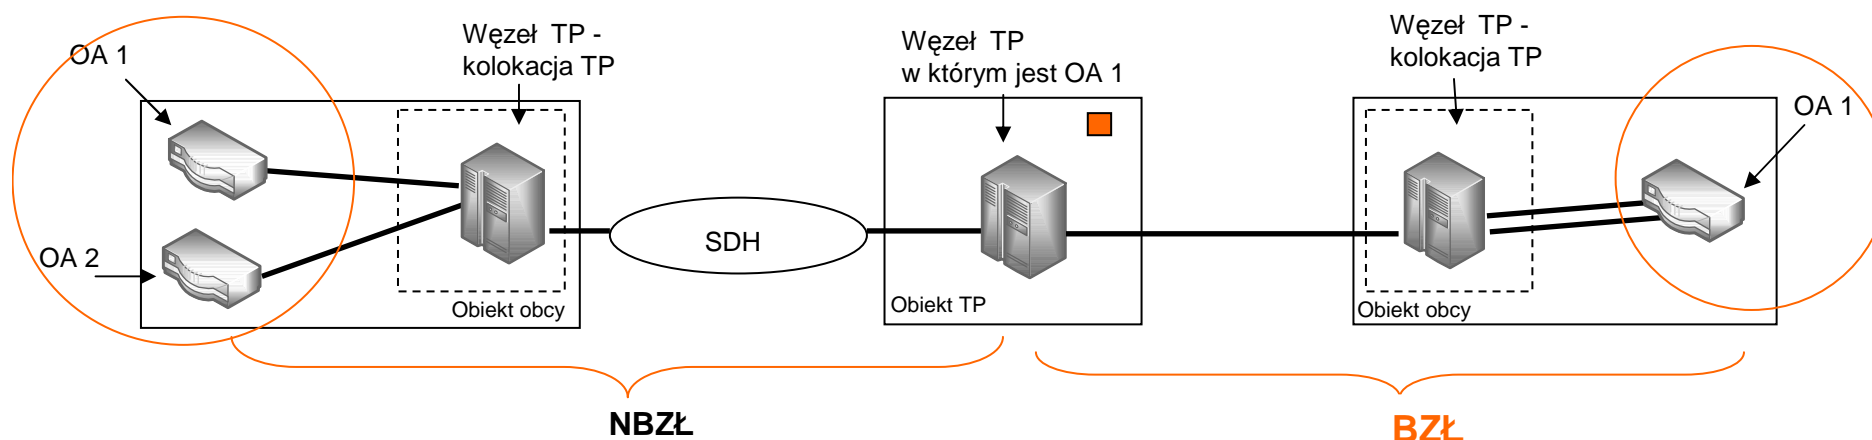 OA 1
Węzeł TP -
kolokacja TP
Węzeł TP
w którym jest OA 1
Węzeł TP -
kolokacja TP
OA 1
OA 2
SDH
Obiekt obcy
Obiekt TP
Obiekt obcy
NBZŁ
BZŁ